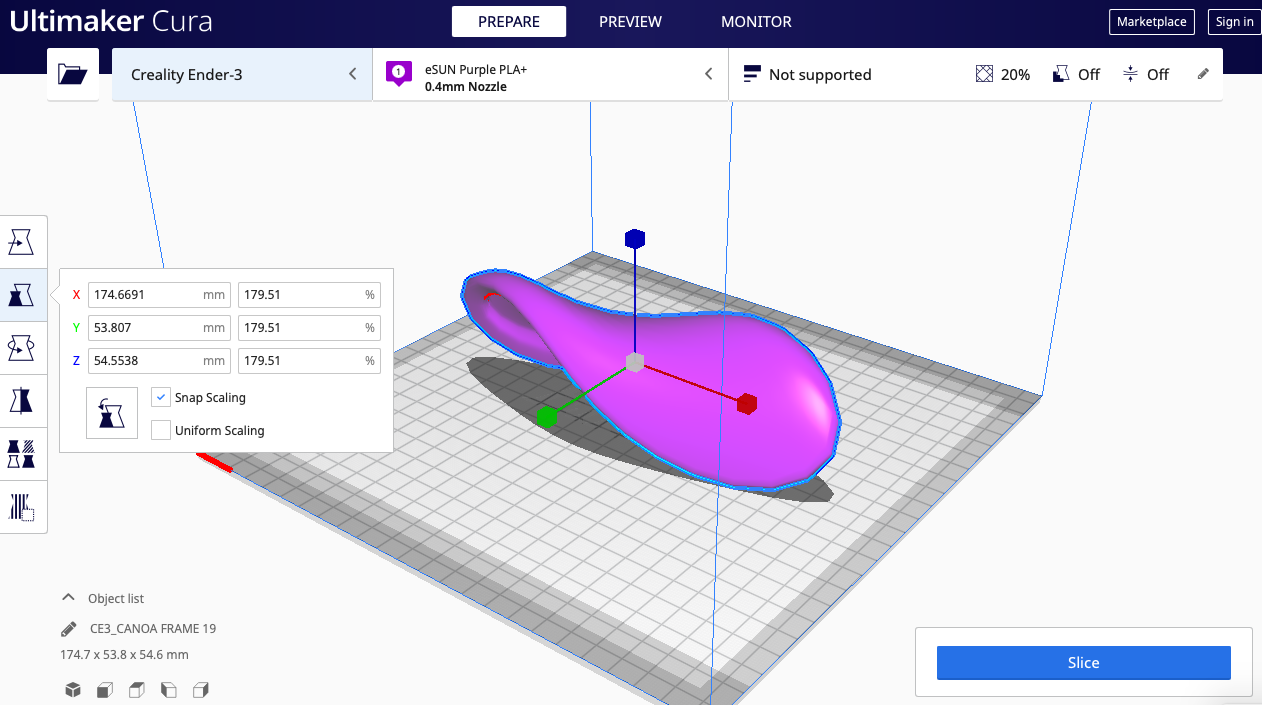 Ultimaker Cura
PREPARE
PREVIEW
MONITOR
Marketplace
Sign in
Creality Ender-3
1
eSUN Purple PLA+
0.4mm Nozzle
Not supported
20%
Off
Off
X 174.6691 mm 179.51 %
Y 53.807 mm 179.51 %
Z 54.5538 mm 179.51 %
Snap Scaling
Uniform Scaling
Object list
CE3_CANOA FRAME 19
174.7 x 53.8 x 54.6 mm
Slice